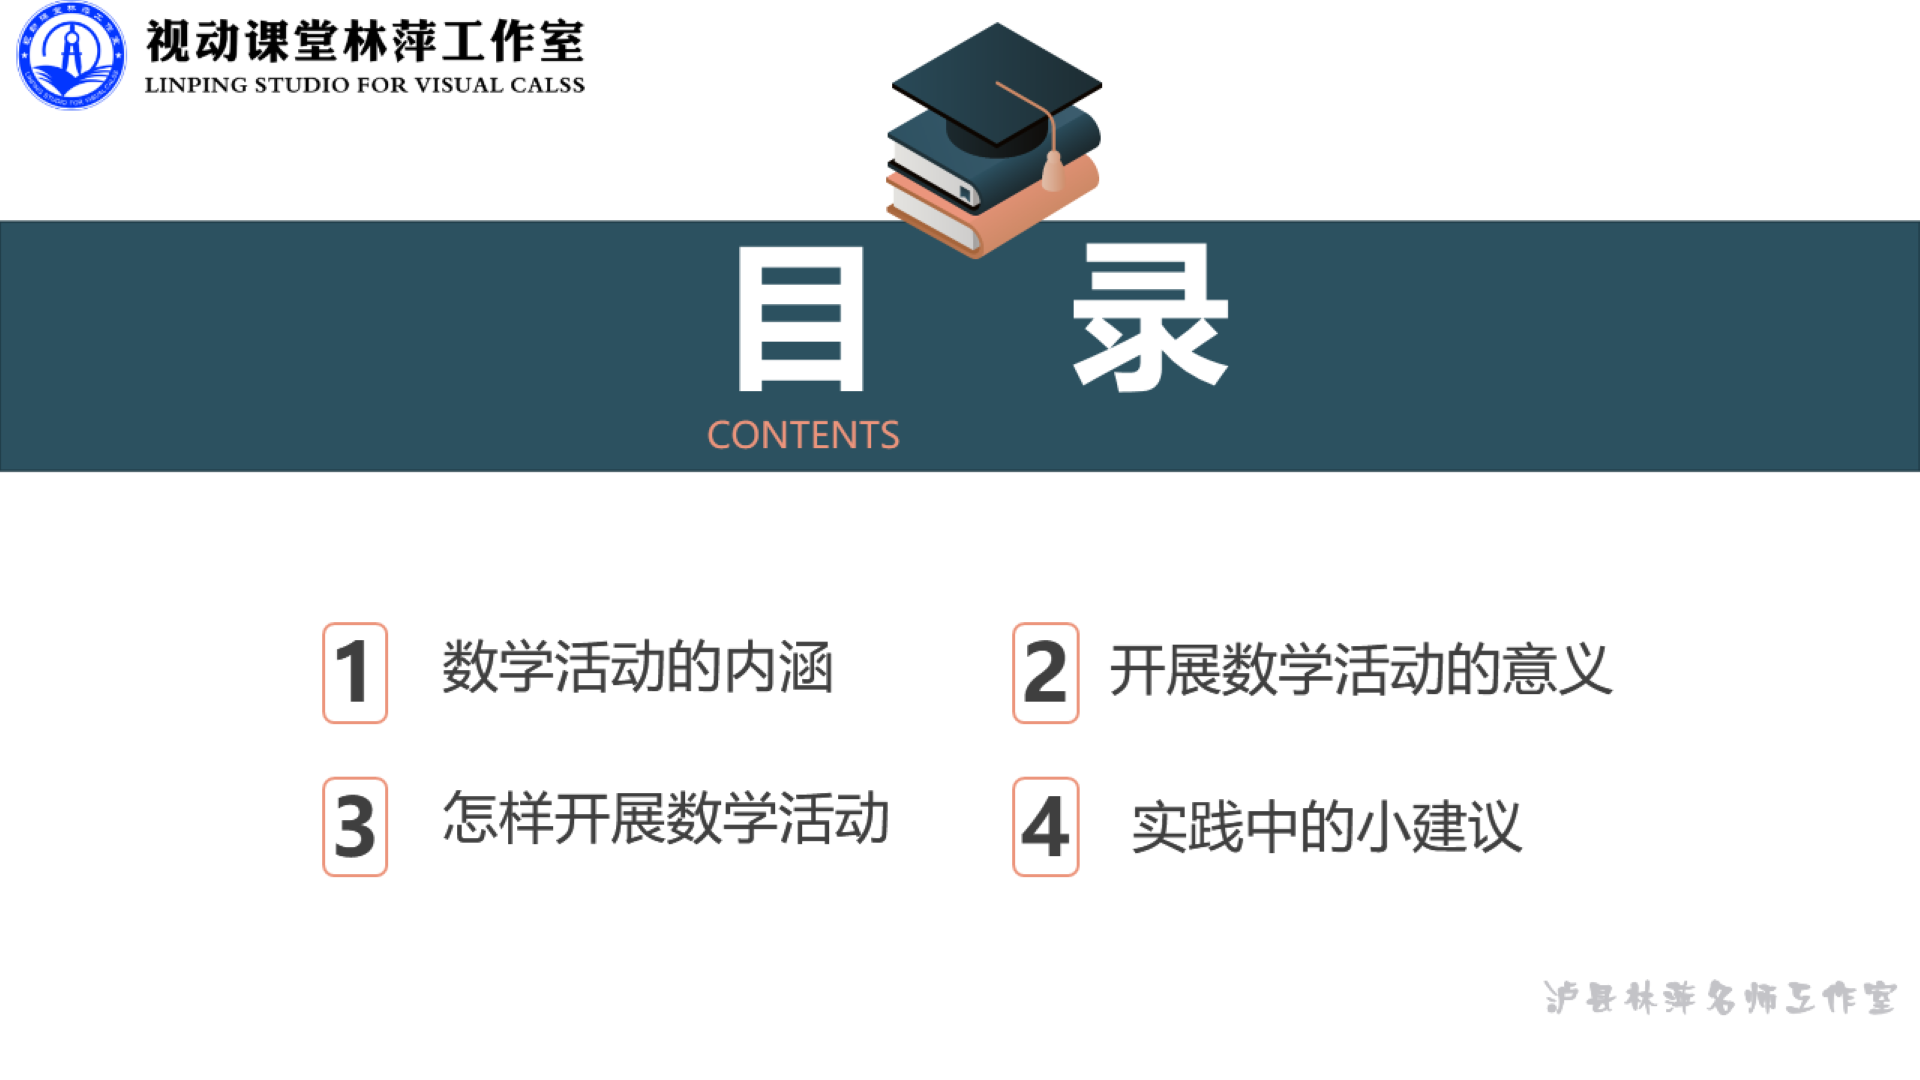 视动课堂林萍工作室
LINPING STUDIO FOR VISUAL CALSS
目 录
CONTENTS
1 数学活动的内涵
2 开展数学活动的意义
3 怎样开展数学活动
4 实践中的小建议
泸县林萍名师工作室